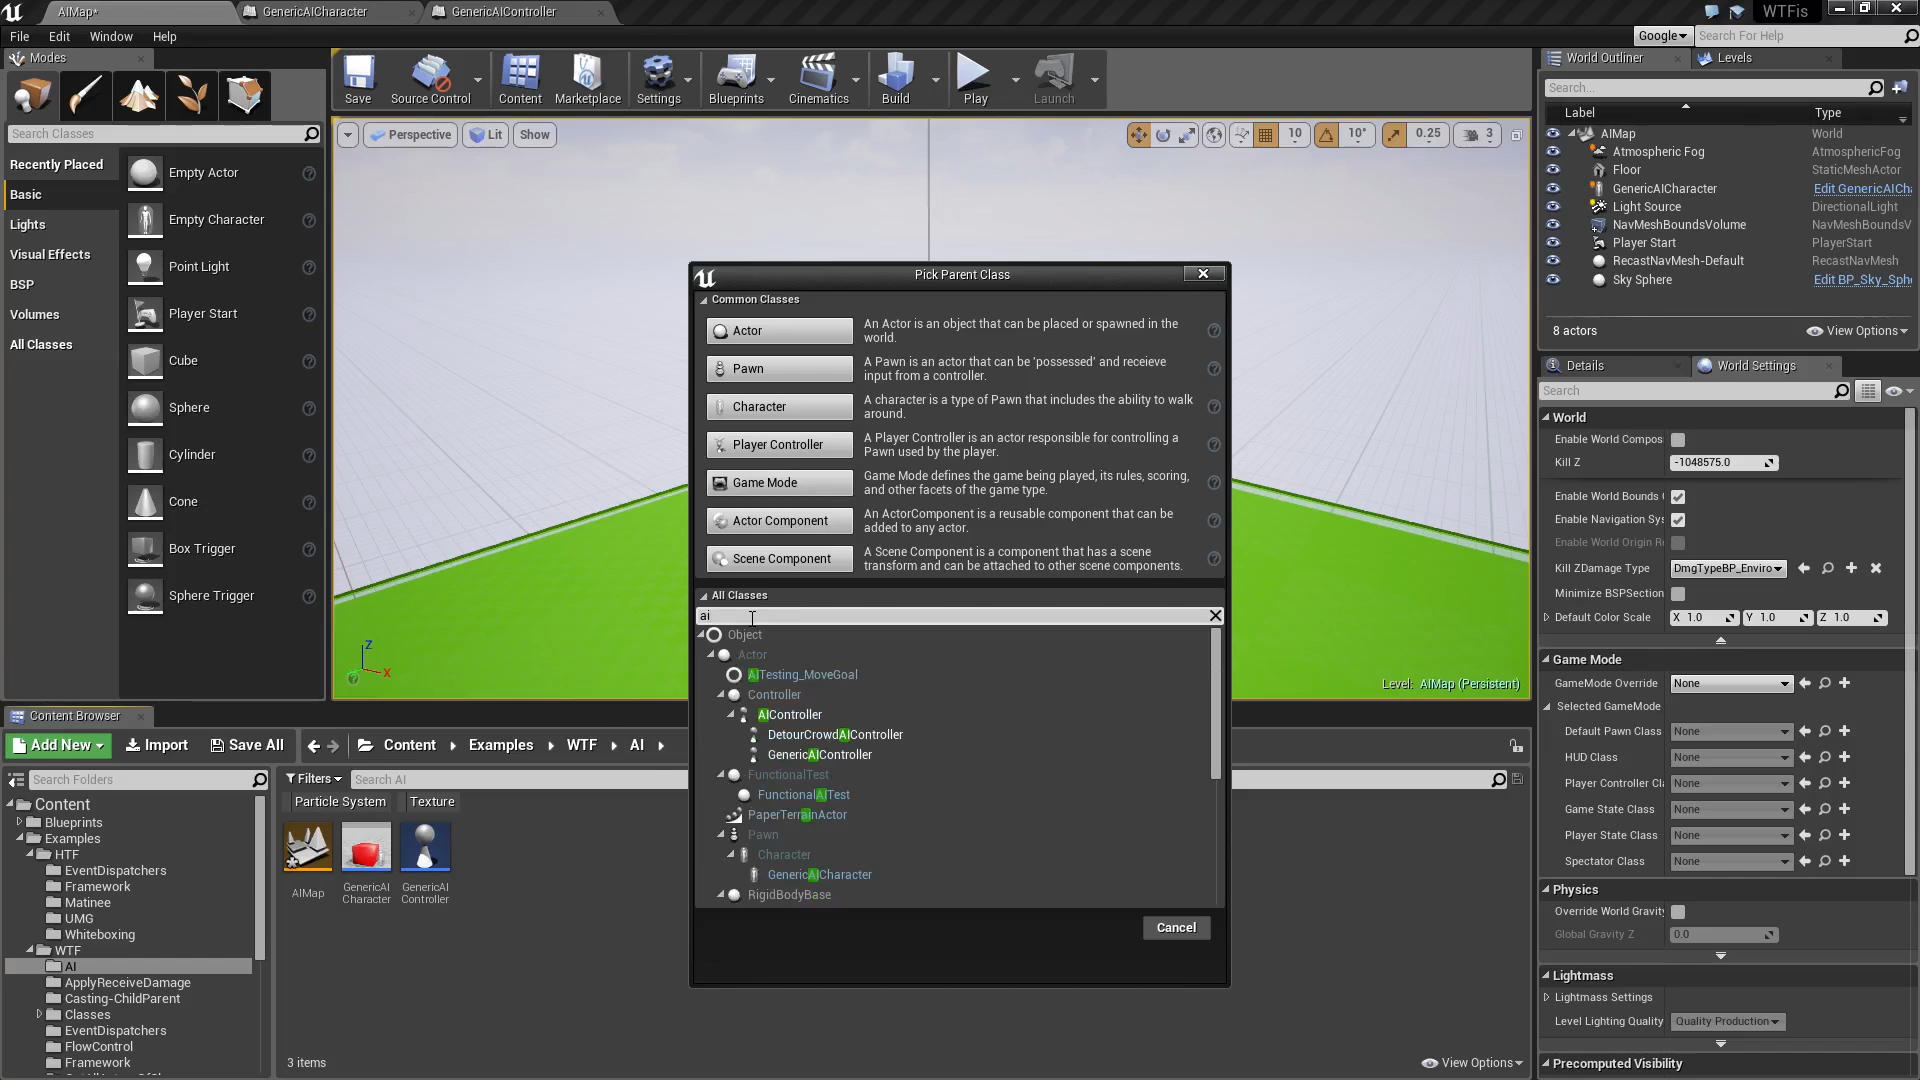 AIMap*
GenericAICharacter
GenericAIController
WTFis
File Edit Window Help
Google
Search For Help
Modes
Search Classes
Recently Placed
Basic
Lights
Visual Effects
BSP
Volumes
All Classes
Empty Actor
Empty Character
Point Light
Player Start
Cube
Sphere
Cylinder
Cone
Box Trigger
Sphere Trigger
Save
Source Control
Content
Marketplace
Settings
Blueprints
Cinematics
Build
Play
Launch
Perspective
Lit
Show
10
10°
0.25
3
Z
X
Level: AIMap (Persistent)
Pick Parent Class
Common Classes
Actor
An Actor is an object that can be placed or spawned in the
world.
Pawn
A Pawn is an actor that can be 'possessed' and receieve
input from a controller.
Character
A character is a type of Pawn that includes the ability to walk
around.
Player Controller
A Player Controller is an actor responsible for controlling a
Pawn used by the player.
Game Mode
Game Mode defines the game being played, its rules, scoring,
and other facets of the game type.
Actor Component
An ActorComponent is a reusable component that can be
added to any actor.
Scene Component
A Scene Component is a component that has a scene
transform and can be attached to other scene components.
All Classes
ai
Object
Actor
AITesting_MoveGoal
Controller
AIController
DetourCrowdAIController
GenericAIController
FunctionalTest
FunctionalAITest
PaperTerrainActor
Pawn
Character
GenericAICharacter
RigidBodyBase
Cancel
World Outliner
Levels
Search...
Label Type
AIMap World
Atmospheric Fog AtmosphericFog
Floor StaticMeshActor
GenericAICharacter Edit GenericAICha
Light Source DirectionalLight
NavMeshBoundsVolume NavMeshBoundsV
Player Start PlayerStart
RecastNavMesh-Default RecastNavMesh
Sky Sphere Edit BP_Sky_Sph
8 actors
View Options
Details
World Settings
Search
World
Enable World Compos
Kill Z -1048575.0
Enable World Bounds
Enable Navigation Sys
Enable World Origin Re
Kill ZDamage Type DmgTypeBP_Enviro
Minimize BSPSection
Default Color Scale X 1.0 Y 1.0 Z 1.0
Game Mode
GameMode Override None
Selected GameMode
Default Pawn Class None
HUD Class None
Player Controller Cla None
Game State Class None
Player State Class None
Spectator Class None
Physics
Override World Gravity
Global Gravity Z 0.0
Lightmass
Lightmass Settings
Level Lighting Quality Quality Production
Precomputed Visibility
Content Browser
Add New Import Save All
Content Examples WTF AI
Search Folders
Filters
Search AI
Particle System Texture
Content
Blueprints
Examples
HTF
EventDispatchers
Framework
Matinee
UMG
Whiteboxing
WTF
AI
ApplyReceiveDamage
Casting-ChildParent
Classes
EventDispatchers
FlowControl
Framework
AIMap
GenericAI
Character
GenericAI
Controller
3 items
View Options